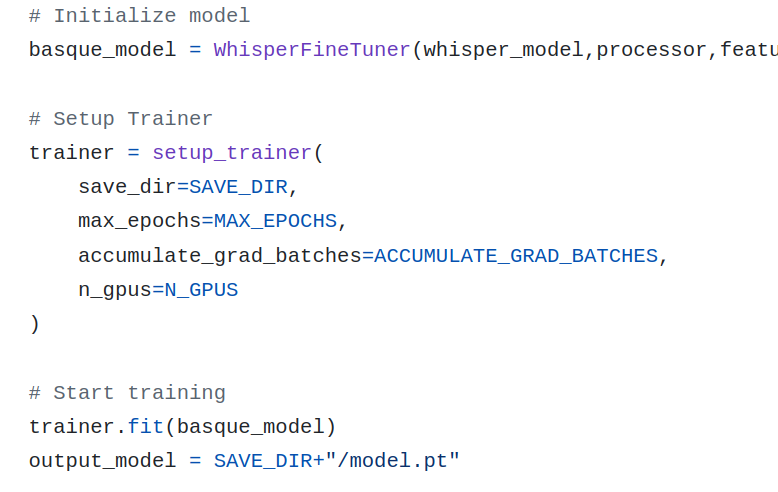 # Initialize model
basque_model = WhisperFineTuner(whisper_model,processor,featu
# Setup Trainer
trainer = setup_trainer(
    save_dir=SAVE_DIR,
    max_epochs=MAX_EPOCHS,
    accumulate_grad_batches=ACCUMULATE_GRAD_BATCHES,
    n_gpus=N_GPUS
)
# Start training
trainer.fit(basque_model)
output_model = SAVE_DIR+"/model.pt"